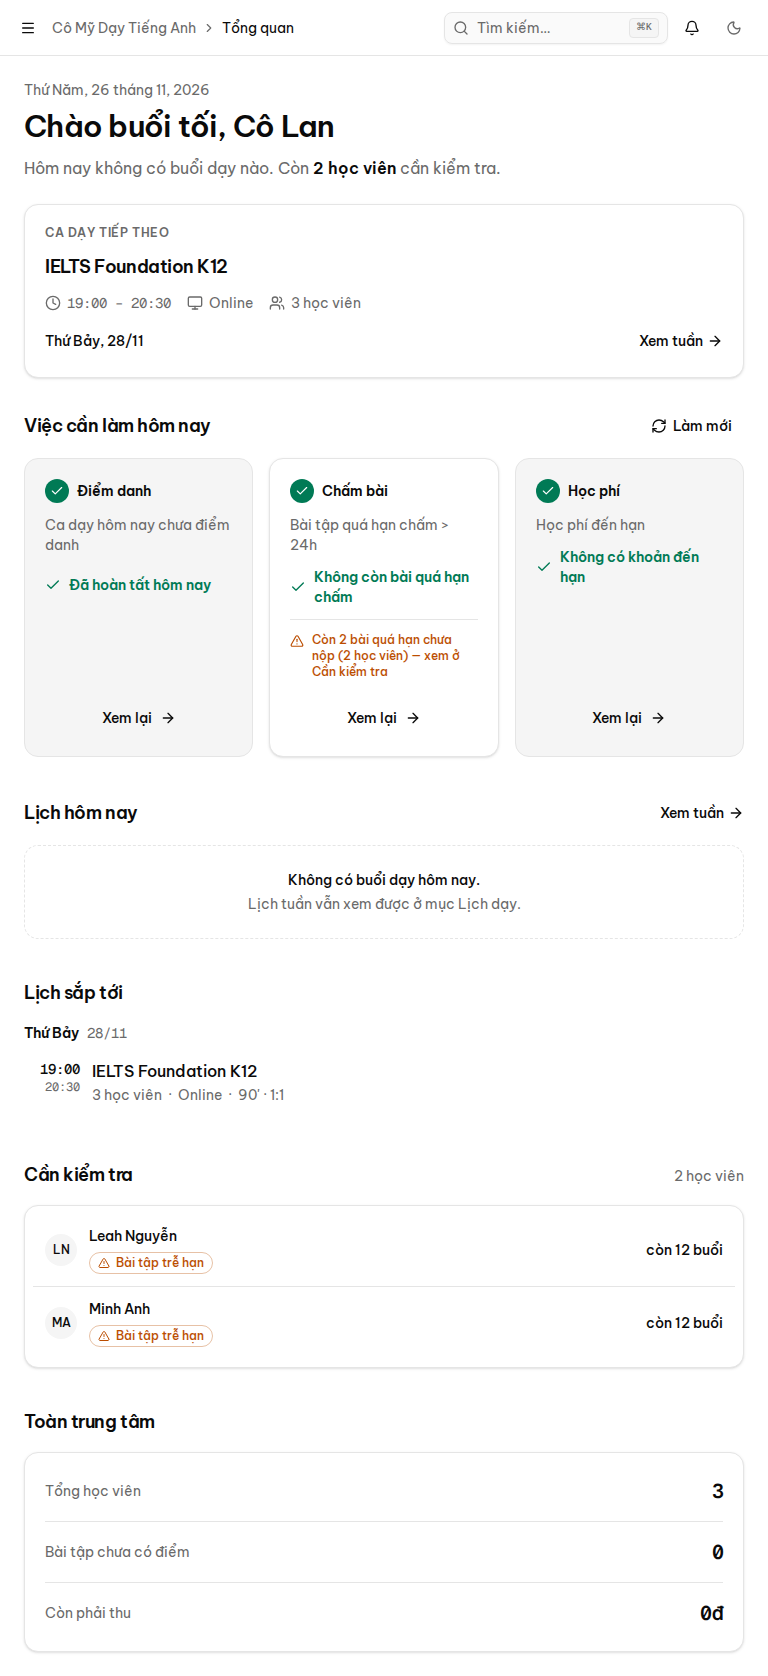 Cô Mỹ Dạy Tiếng Anh > Tổng quan
Tìm kiếm... ⌘K
Thứ Năm, 26 tháng 11, 2026
Chào buổi tối, Cô Lan
Hôm nay không có buổi dạy nào. Còn 2 học viên cần kiểm tra.
CA DẠY TIẾP THEO
IELTS Foundation K12
19:00 – 20:30 Online 3 học viên
Thứ Bảy, 28/11 Xem tuần →
Việc cần làm hôm nay Làm mới
Điểm danh
Ca dạy hôm nay chưa điểm
danh
Đã hoàn tất hôm nay
Xem lại →
Chấm bài
Bài tập quá hạn chấm >
24h
Không còn bài quá hạn
chấm
Còn 2 bài quá hạn chưa
nộp (2 học viên) — xem ở
Cần kiểm tra
Xem lại →
Học phí
Học phí đến hạn
Không có khoản đến
hạn
Xem lại →
Lịch hôm nay Xem tuần →
Không có buổi dạy hôm nay.
Lịch tuần vẫn xem được ở mục Lịch dạy.
Lịch sắp tới
Thứ Bảy 28/11
19:00 IELTS Foundation K12
20:30 3 học viên · Online · 90' · 1:1
Cần kiểm tra 2 học viên
LN Leah Nguyễn
Bài tập trễ hạn
còn 12 buổi
MA Minh Anh
Bài tập trễ hạn
còn 12 buổi
Toàn trung tâm
Tổng học viên 3
Bài tập chưa có điểm 0
Còn phải thu 0đ